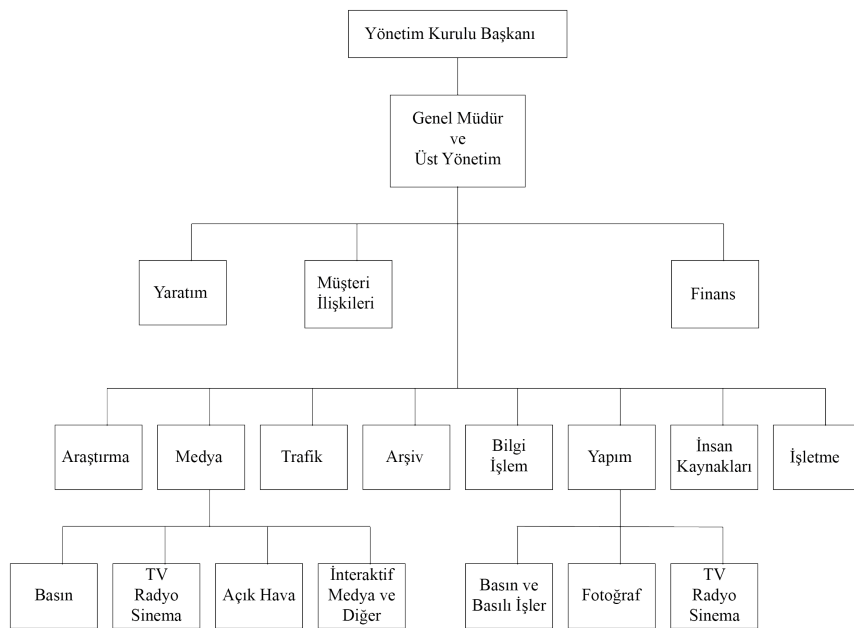 Yönetim Kurulu Başkanı
Genel Müdür
ve
Üst Yönetim
Yaratım
Müşteri
İlişkileri
Finans
Araştırma
Medya
Trafik
Arşiv
Bilgi
İşlem
Yapım
İnsan
Kaynakları
İşletme
Basın
TV
Radyo
Sinema
Açık Hava
İnteraktif
Medya ve
Diğer
Basın ve
Basılı İşler
Fotoğraf
TV
Radyo
Sinema